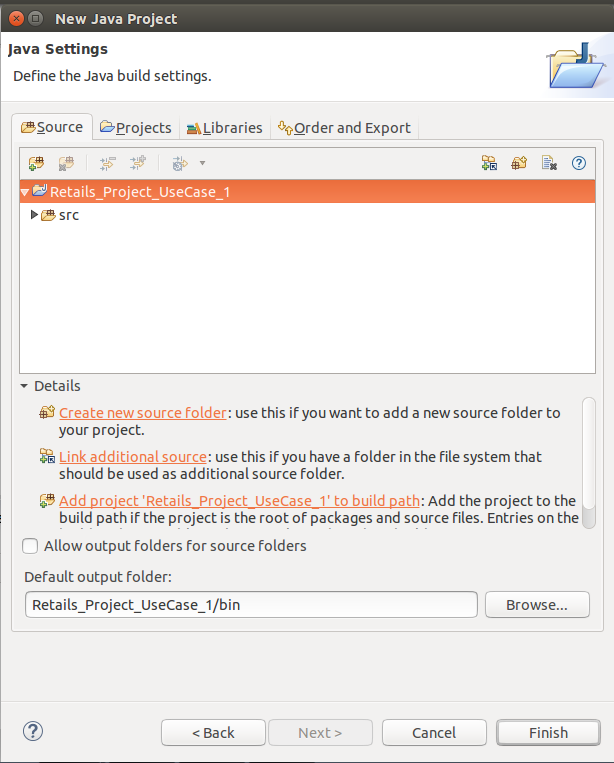 New Java Project
Java Settings
Define the Java build settings.
Source Projects Libraries Order and Export
Retails_Project_UseCase_1
src
Details
Create new source folder: use this if you want to add a new source folder to
your project.
Link additional source: use this if you have a folder in the file system that
should be used as additional source folder.
Add project 'Retails_Project_UseCase_1' to build path: Add the project to the
build path if the project is the root of packages and source files. Entries on the
Allow output folders for source folders
Default output folder:
Retails_Project_UseCase_1/bin
Browse...
< Back
Next >
Cancel
Finish